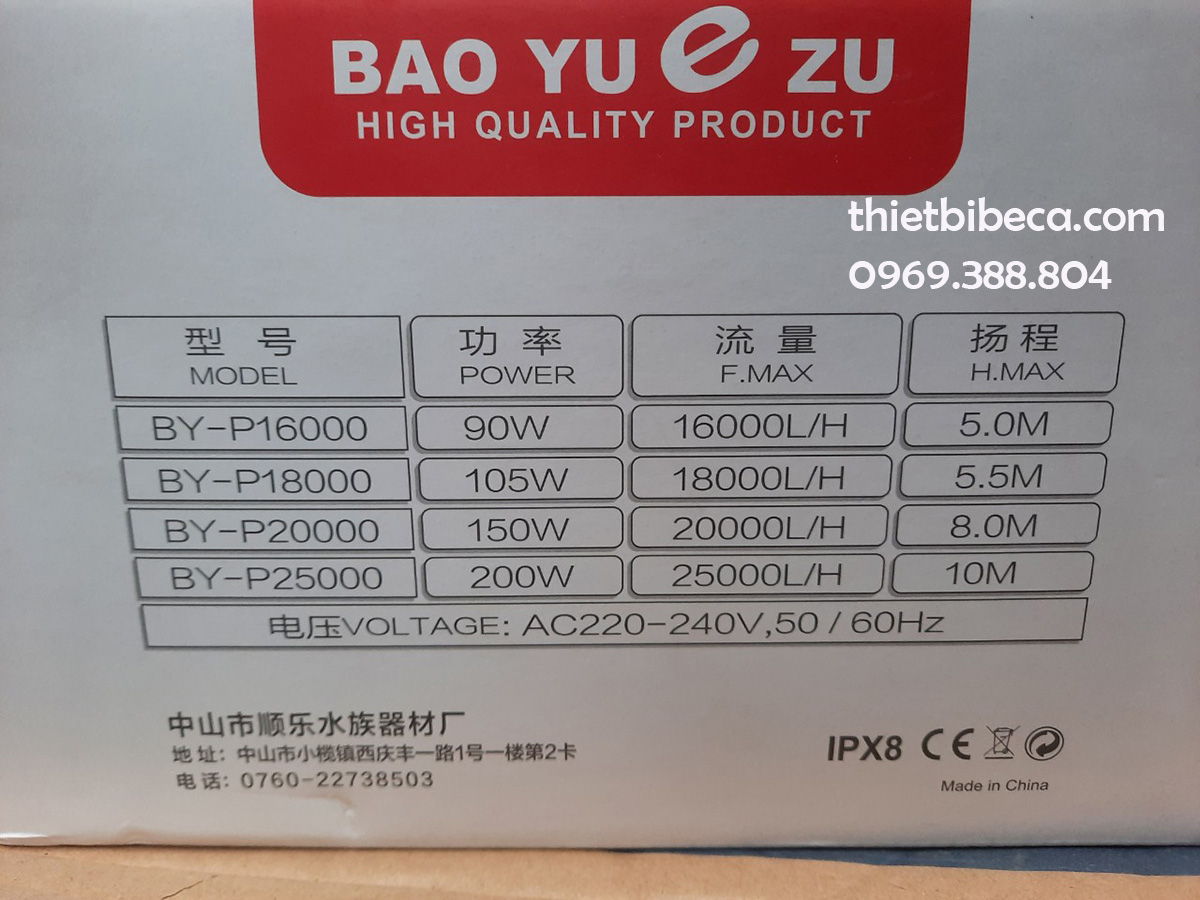 BAO YU e ZU
HIGH QUALITY PRODUCT
thietbibeca.com
0969.388.804
型号 功率 流量 扬程
MODEL POWER F.MAX H.MAX
BY-P16000 90W 16000L/H 5.0M
BY-P18000 105W 18000L/H 5.5M
BY-P20000 150W 20000L/H 8.0M
BY-P25000 200W 25000L/H 10M
电压VOLTAGE: AC220-240V,50 / 60Hz
中山市顺乐水族器材厂
地 址: 中山市小榄镇西庆丰一路1号一楼第2卡
电 话: 0760-22738503
IPX8 CE
Made in China